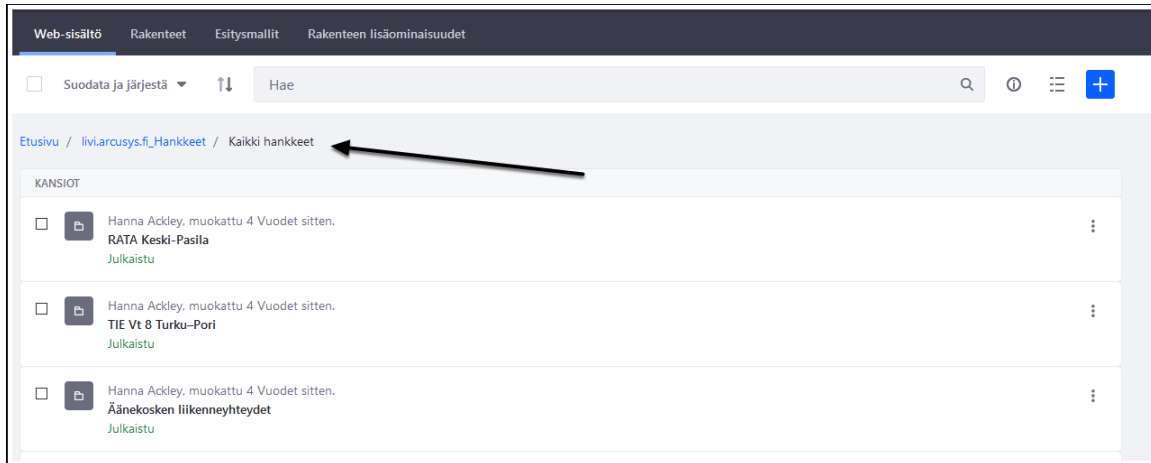 Web-sisältö Rakenteet Esitysmallit Rakenteen lisäominaisuudet
Suodata ja järjestä Hae
Etusivu / livi.arcusys.fi_Hankkeet / Kaikki hankkeet
KANSIOT
Hanna Ackley, muokattu 4 Vuodet sitten.
RATA Keski-Pasila
Julkaistu
Hanna Ackley, muokattu 4 Vuodet sitten.
TIE Vt 8 Turku–Pori
Julkaistu
Hanna Ackley, muokattu 4 Vuodet sitten.
Äänekosken liikenneyhteydet
Julkaistu